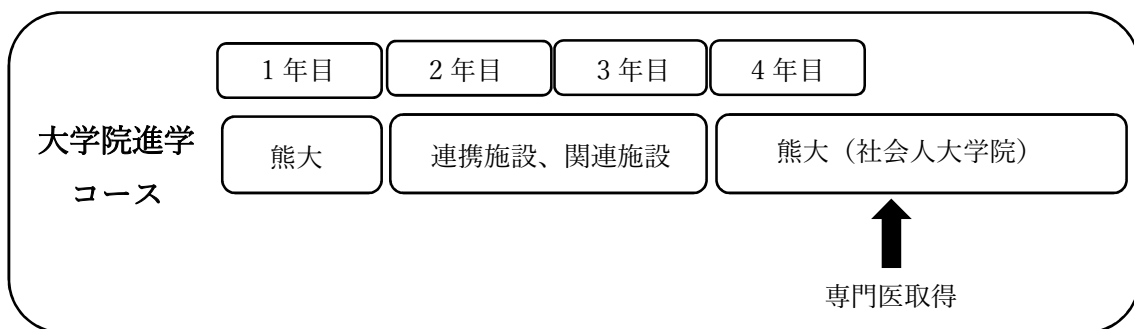 1 年目
2 年目
3 年目
4 年目
大学院進学
コース
熊大
連携施設、関連施設
熊大（社会人大学院）
専門医取得